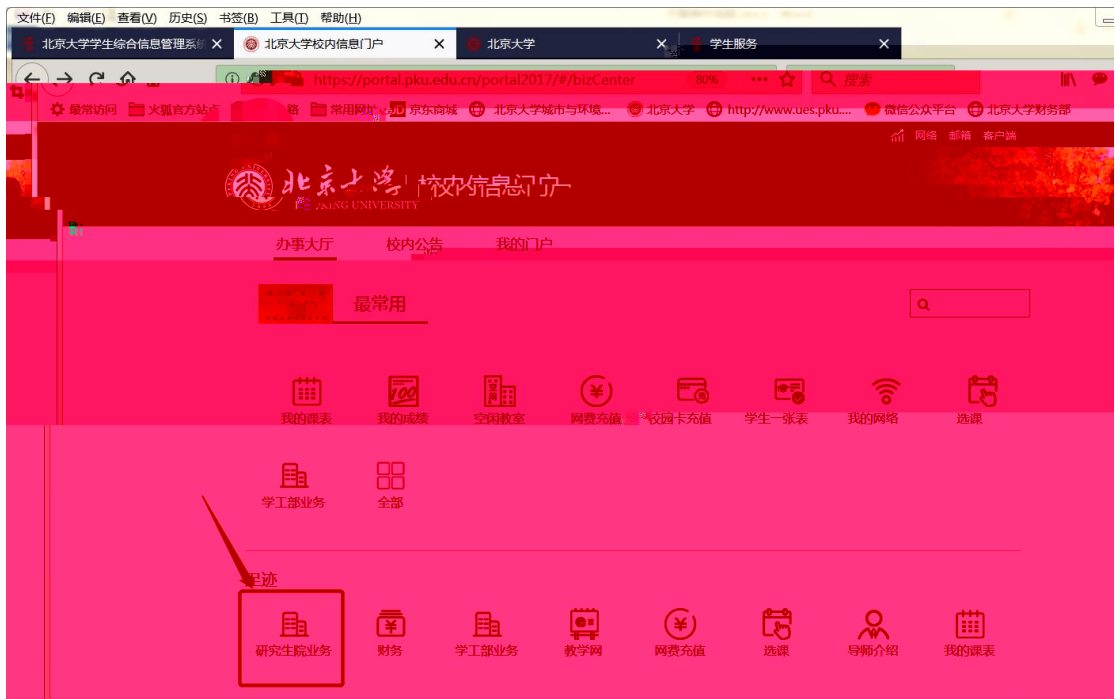 文件(F) 编辑(E) 查看(V) 历史(S) 书签(B) 工具(T) 帮助(H)
北京大学学生综合信息管理系统 × 北京大学校内信息门户 × 北京大学 × 学生服务 ×
https://portal.pku.edu.cn/portal2017/#/bizCenter 80% 搜索
最常访问 火狐官方站点 常用网址 JD 京东商城 北京大学城市与环境... 北京大学 http://www.ues.pku.... 微信公众平台 北京大学财务部
网络 邮箱 客户端
北京大学 校内信息门户
PEKING UNIVERSITY
办事大厅 校内公告 我的门户
最常用
100
我的课表 我的成绩 空闲教室 网费充值 校园卡充值 学生一张表 我的网络 选课
学工部业务 全部
足迹
研究生院业务 财务 学工部业务 教学网 网费充值 选课 导师介绍 我的课表